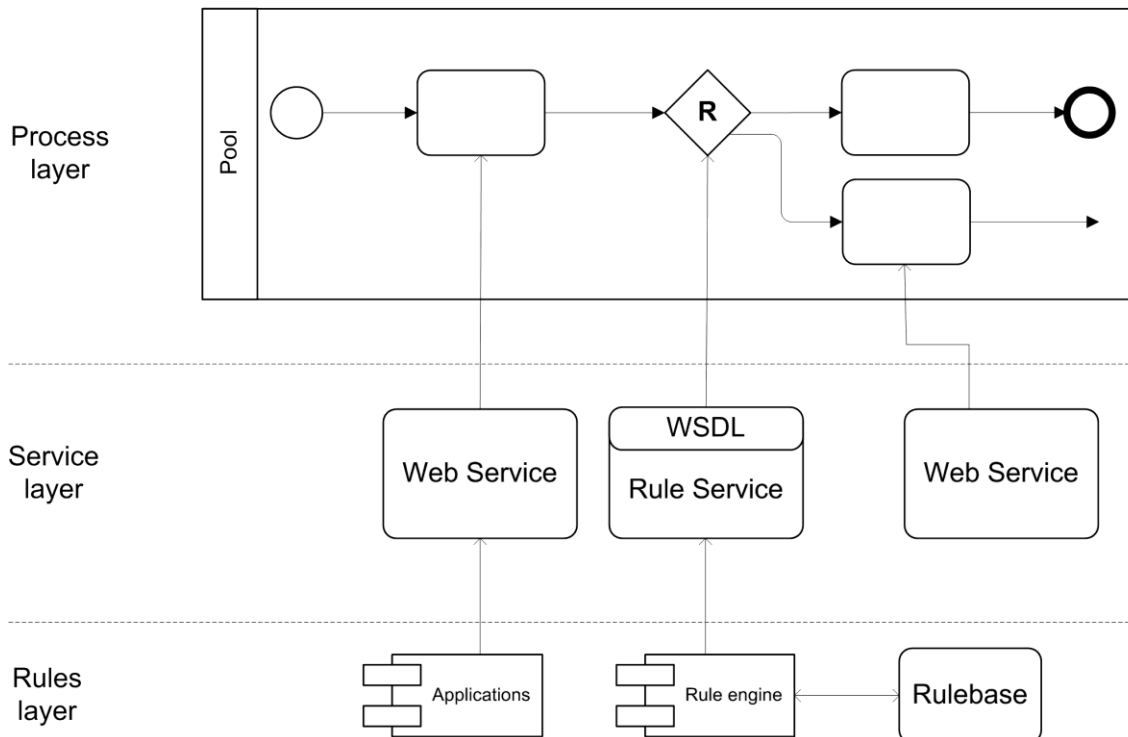 Process
layer
Pool
R
Service
layer
Web Service
WSDL
Rule Service
Web Service
Rules
layer
Applications
Rule engine
Rulebase